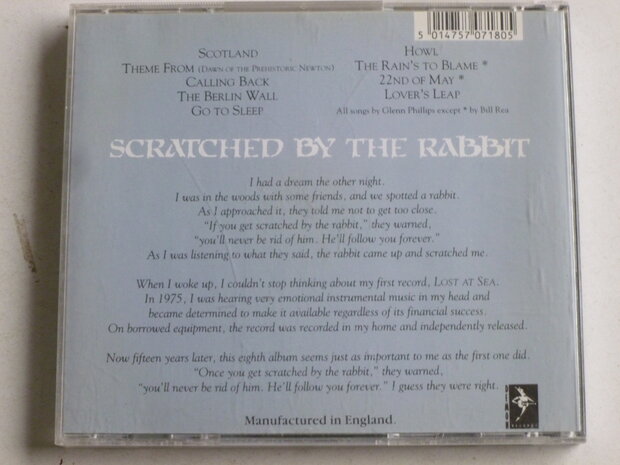 5 014757 071805
SCOTLAND
THEME FROM (DAWN OF THE PREHISTORIC NEWTON)
CALLING BACK
THE BERLIN WALL
GO TO SLEEP
HOWL
THE RAIN'S TO BLAME *
22ND OF MAY *
LOVER'S LEAP
All songs by Glenn Phillips except * by Bill Rea
SCRATCHED BY THE RABBIT
I had a dream the other night.
I was in the woods with some friends, and we spotted a rabbit.
As I approached it, they told me not to get too close.
"If you get scratched by the rabbit," they warned,
"you'll never be rid of him. He'll follow you forever."
As I was listening to what they said, the rabbit came up and scratched me.
When I woke up, I couldn't stop thinking about my first record, LOST AT SEA.
In 1975, I was hearing very emotional instrumental music in my head and
became determined to make it available regardless of its financial success.
On borrowed equipment, the record was recorded in my home and independently released.
Now fifteen years later, this eighth album seems just as important to me as the first one did.
"Once you get scratched by the rabbit," they warned,
"you'll never be rid of him. He'll follow you forever." I guess they were right.
DEMON
RECORDS
Manufactured in England.